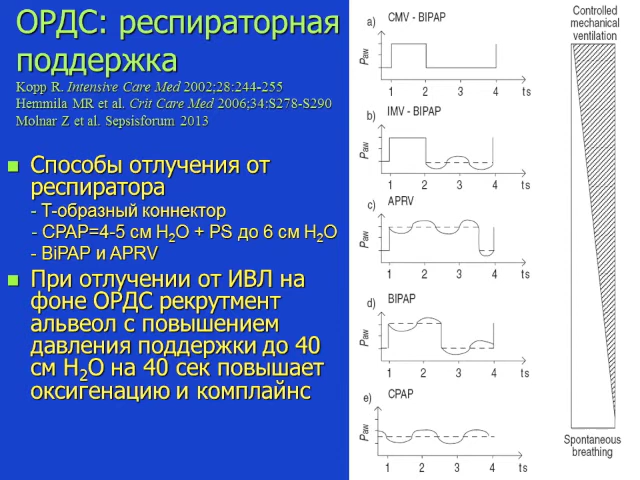 ОРДС: респираторная
поддержка
Kopp R. Intensive Care Med 2002;28:244-255
Hemmila MR et al. Crit Care Med 2006;34:S278-S290
Molnar Z et al. Sepsisforum 2013
Способы отлучения от
респиратора
- Т-образный коннектор
- CPAP=4-5 см H2O + PS до 6 см H2O
- BiPAP и APRV
При отлучении от ИВЛ на
фоне ОРДС рекрутмент
альвеол с повышением
давления поддержки до 40
см H2O на 40 сек повышает
оксигенацию и комплайнс
a) CMV - BIPAP
Paw
1 2 3 4 t s
b) IMV - BIPAP
Paw
1 2 3 4 t s
c) APRV
Paw
1 2 3 4 t s
d) BIPAP
Paw
1 2 3 4 t s
e) CPAP
Paw
1 2 3 4 t s
Controlled
mechanical
ventilation
Spontaneous
breathing